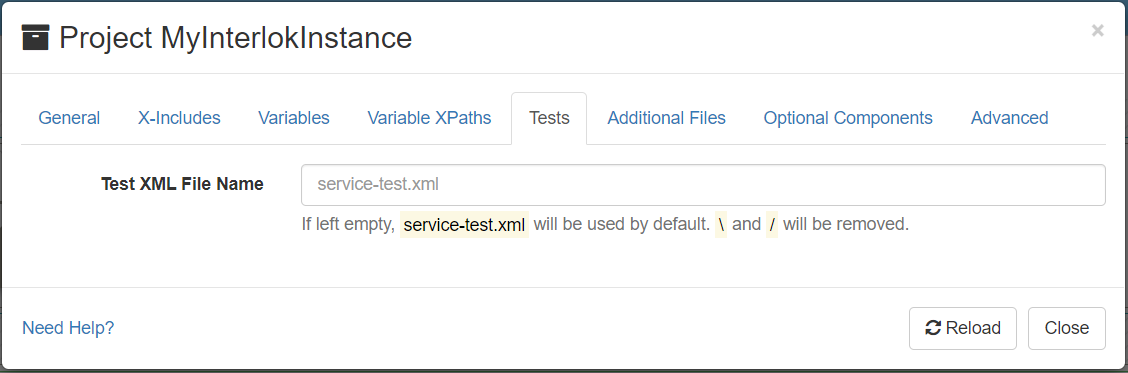 Project MyInterlokInstance
×
General X-Includes Variables Variable XPaths Tests Additional Files Optional Components Advanced
Test XML File Name service-test.xml
If left empty, service-test.xml will be used by default. \ and / will be removed.
Need Help? Reload Close